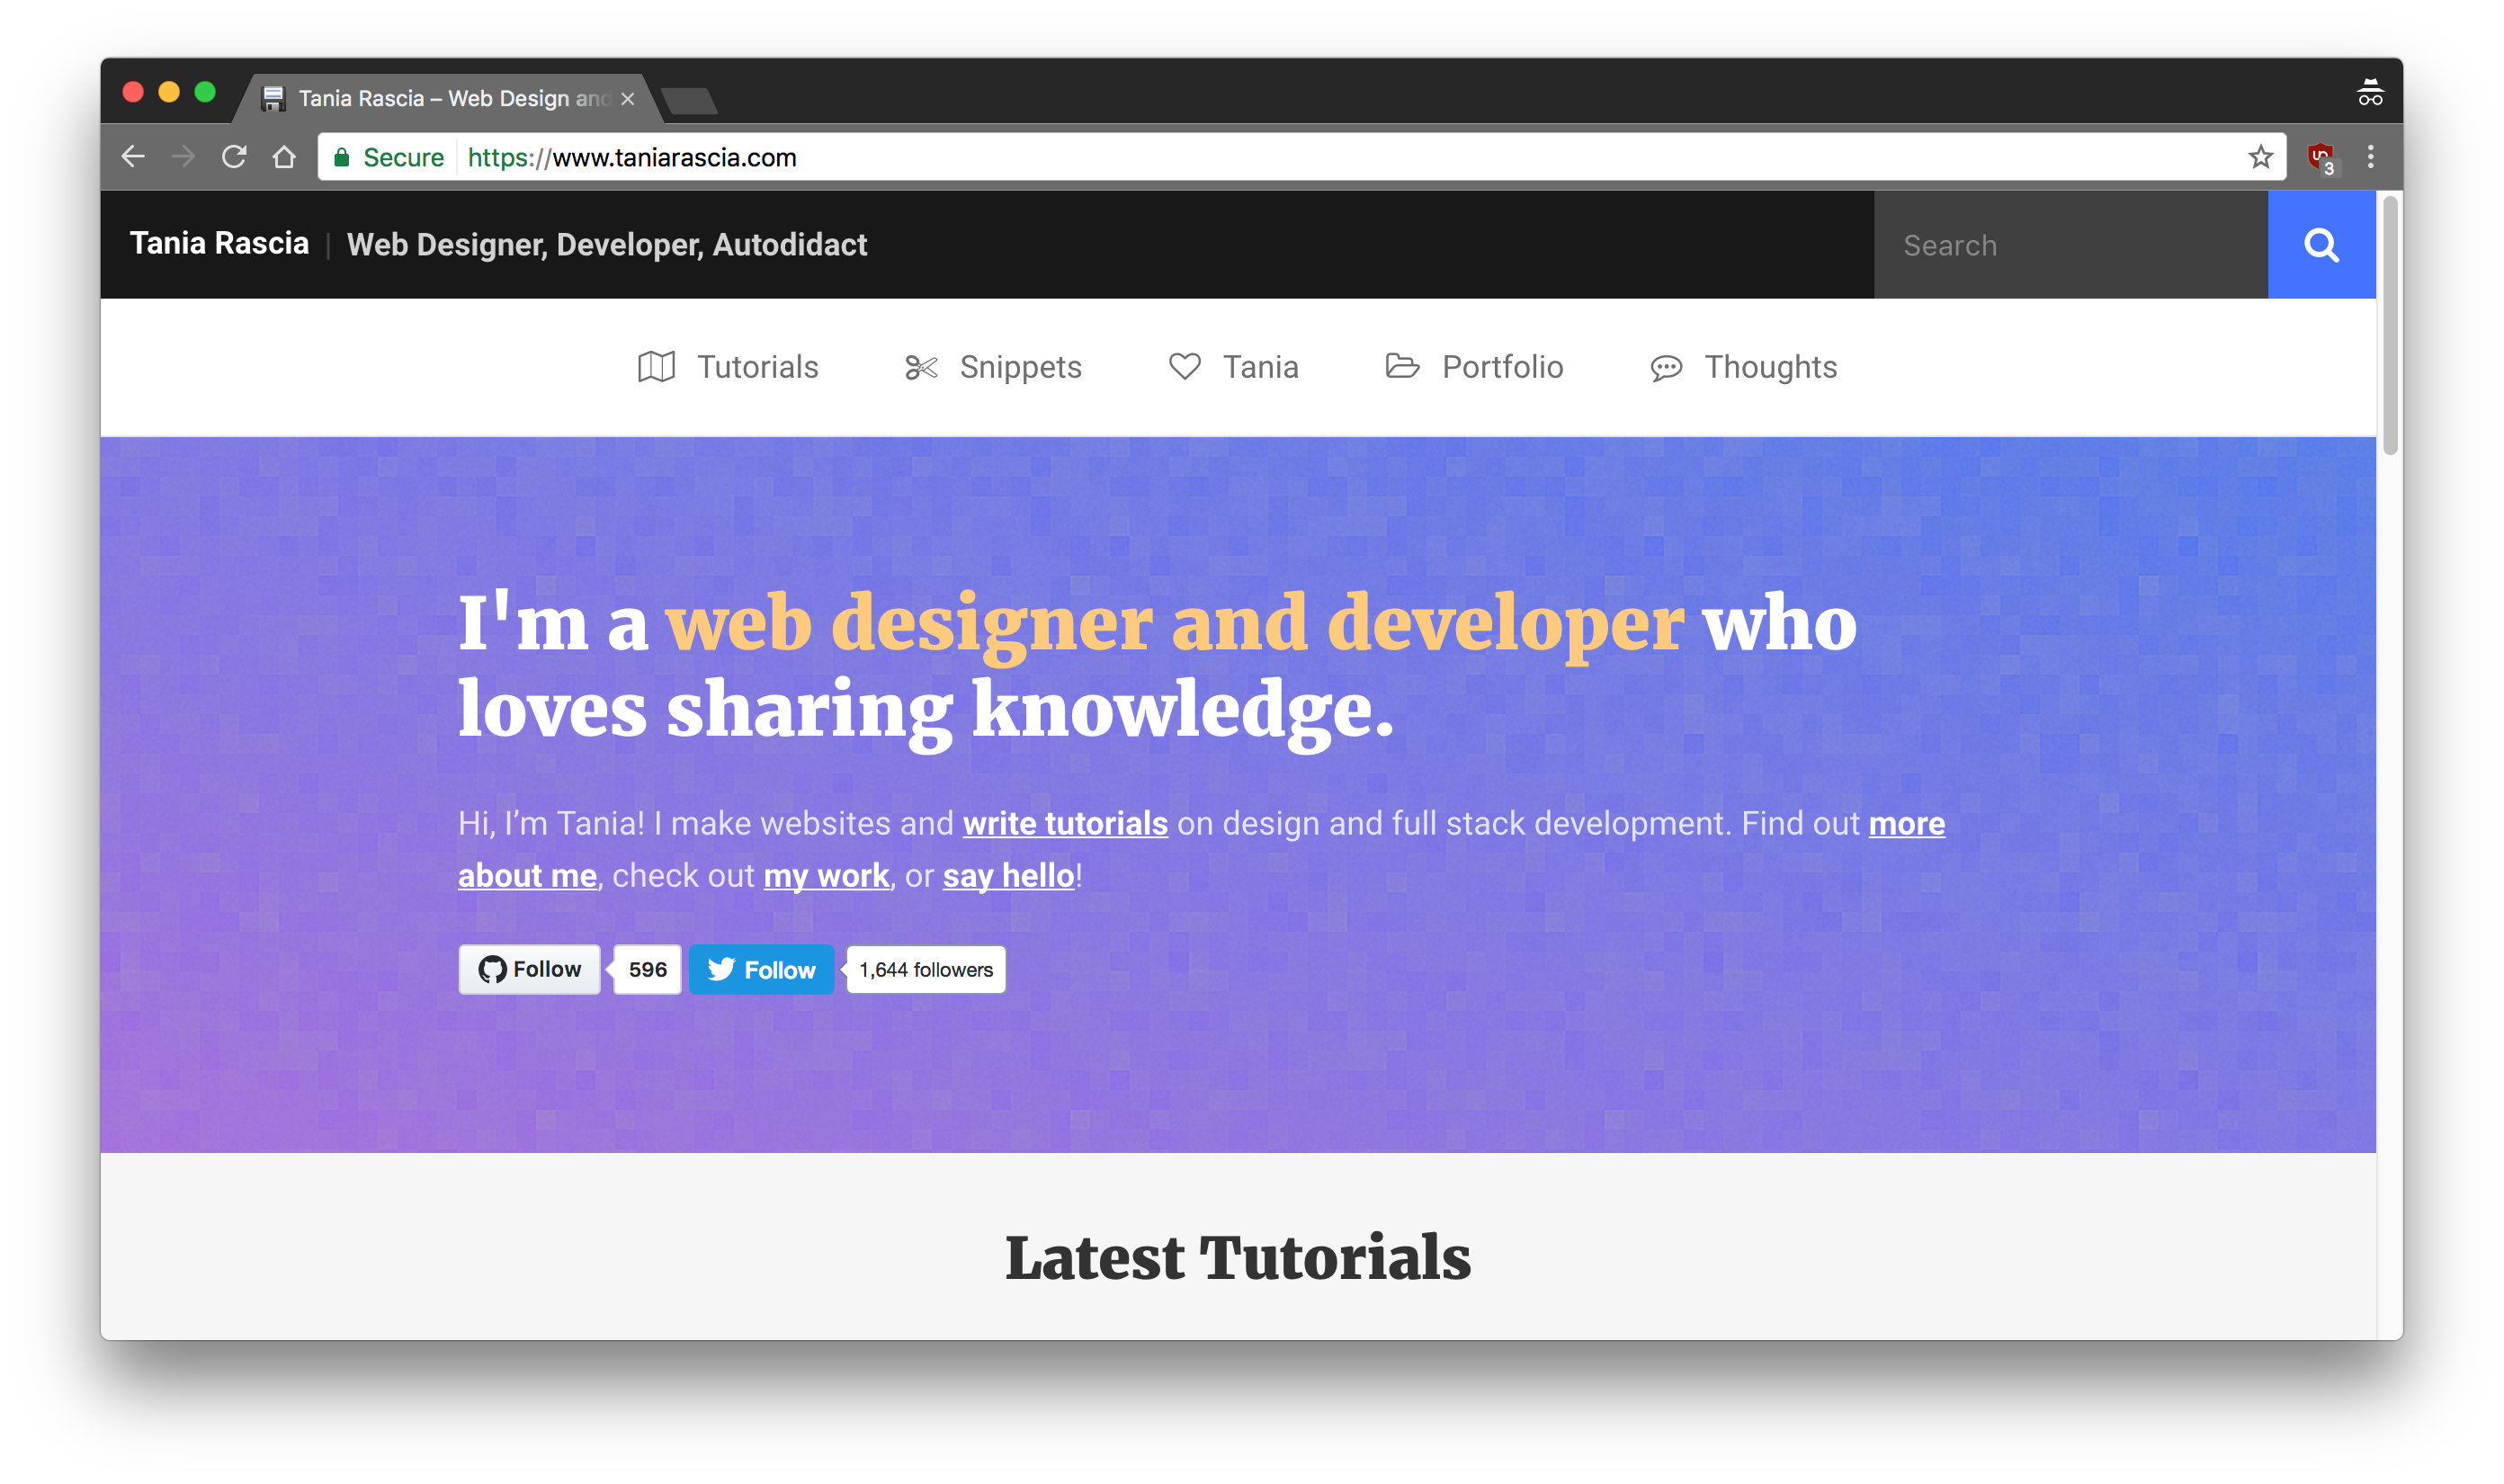 Tania Rascia – Web Design and
Secure https://www.taniarascia.com
3
Tania Rascia | Web Designer, Developer, Autodidact
Search
Tutorials Snippets Tania Portfolio Thoughts
I'm a web designer and developer who
loves sharing knowledge.
Hi, I’m Tania! I make websites and write tutorials on design and full stack development. Find out more
about me, check out my work, or say hello!
Follow 596 Follow 1,644 followers
Latest Tutorials